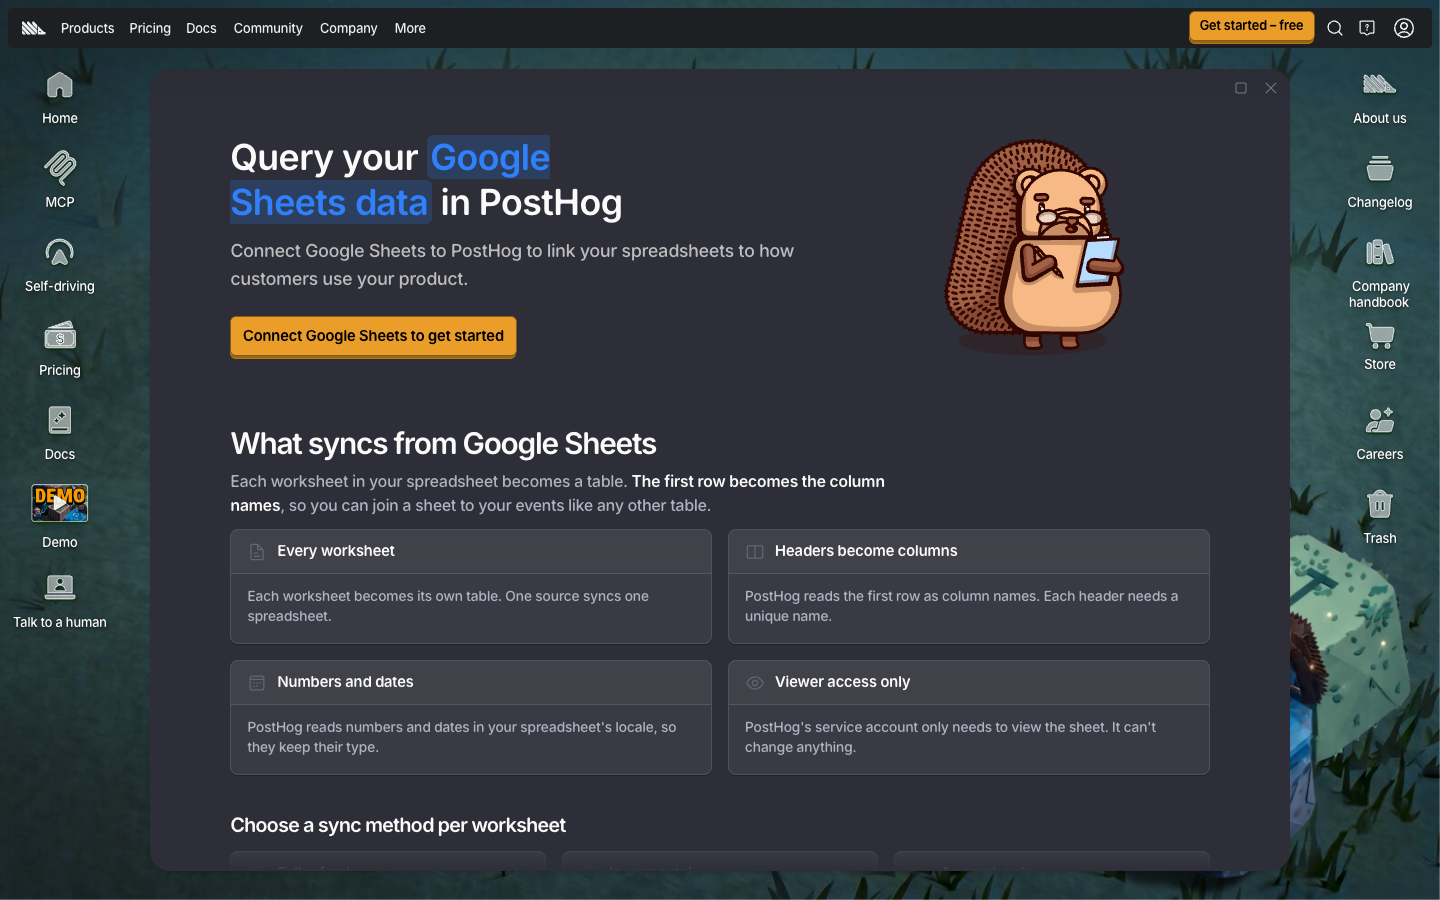 Products
Pricing
Docs
Community
Company
More
Get started – free
Home
MCP
Self-driving
Pricing
Docs
DEMO
Demo
Talk to a human
Query your Google
Sheets data in PostHog
Connect Google Sheets to PostHog to link your spreadsheets to how
customers use your product.
Connect Google Sheets to get started
What syncs from Google Sheets
Each worksheet in your spreadsheet becomes a table. The first row becomes the column
names, so you can join a sheet to your events like any other table.
Every worksheet
Each worksheet becomes its own table. One source syncs one
spreadsheet.
Headers become columns
PostHog reads the first row as column names. Each header needs a
unique name.
Numbers and dates
PostHog reads numbers and dates in your spreadsheet's locale, so
they keep their type.
Viewer access only
PostHog's service account only needs to view the sheet. It can't
change anything.
Choose a sync method per worksheet
About us
Changelog
Company
handbook
Store
Careers
Trash